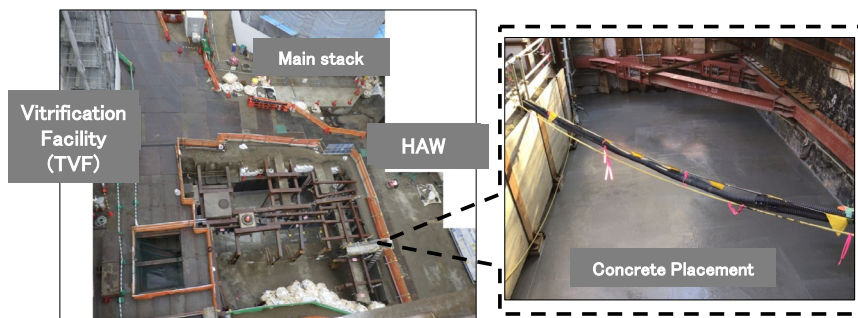 Main stack
Vitrification
Facility
(TVF)
HAW
Concrete Placement